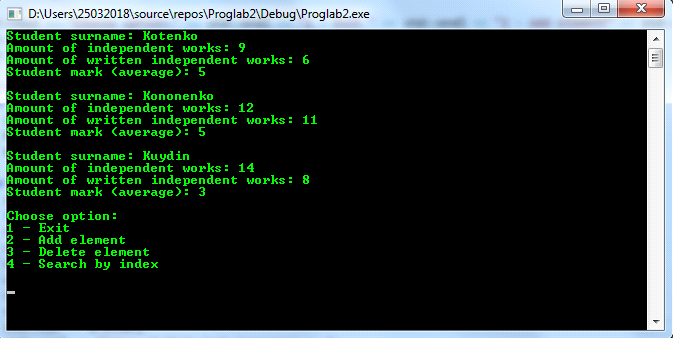 D:\Users\25032018\source\repos\Proglab2\Debug\Proglab2.exe
Student surname: Kotenko
Amount of independent works: 9
Amount of written independent works: 6
Student mark (average): 5
Student surname: Kononenko
Amount of independent works: 12
Amount of written independent works: 11
Student mark (average): 5
Student surname: Kuydin
Amount of independent works: 14
Amount of written independent works: 8
Student mark (average): 3
Choose option:
1 - Exit
2 - Add element
3 - Delete element
4 - Search by index